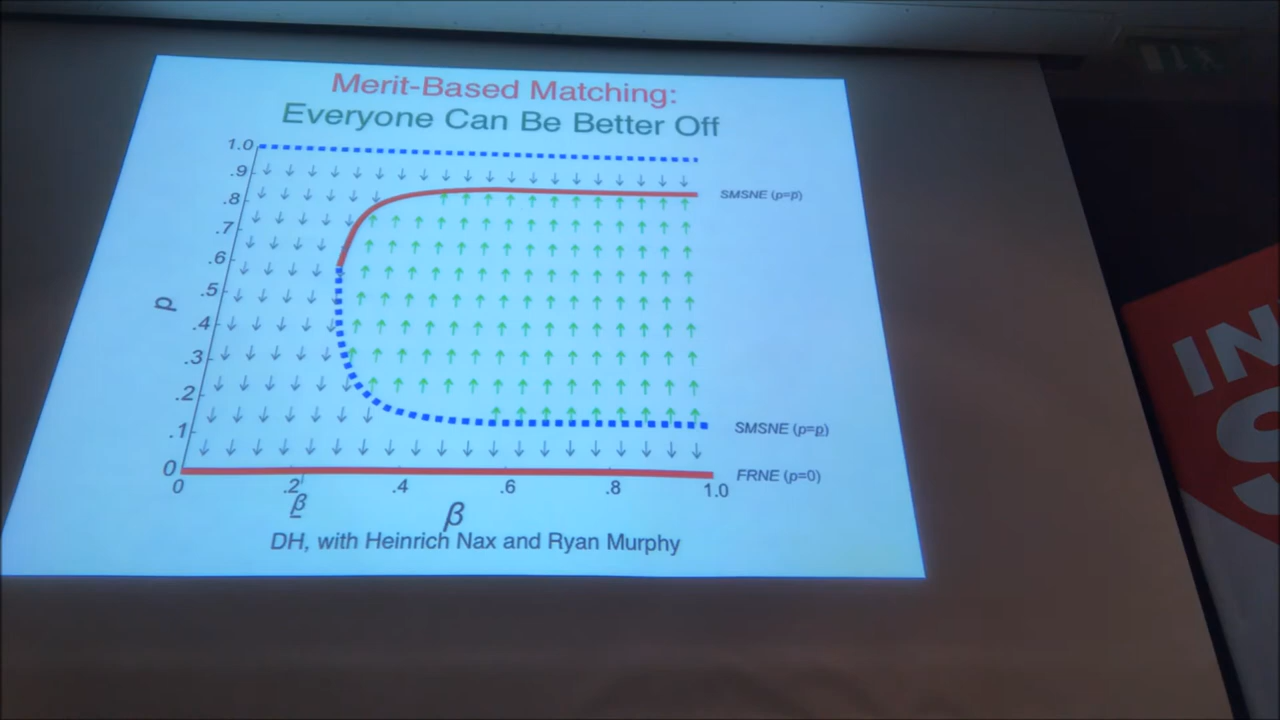 Merit-Based Matching:
Everyone Can Be Better Off
1.0
.9
.8
.7
.6
.5
.4
.3
.2
.1
0
p
SMSNE (p=p̄)
SMSNE (p=p̲)
FRNE (p=0)
0 .2 .4 .6 .8 1.0
β̲
β
DH, with Heinrich Nax and Ryan Murphy
IN
S